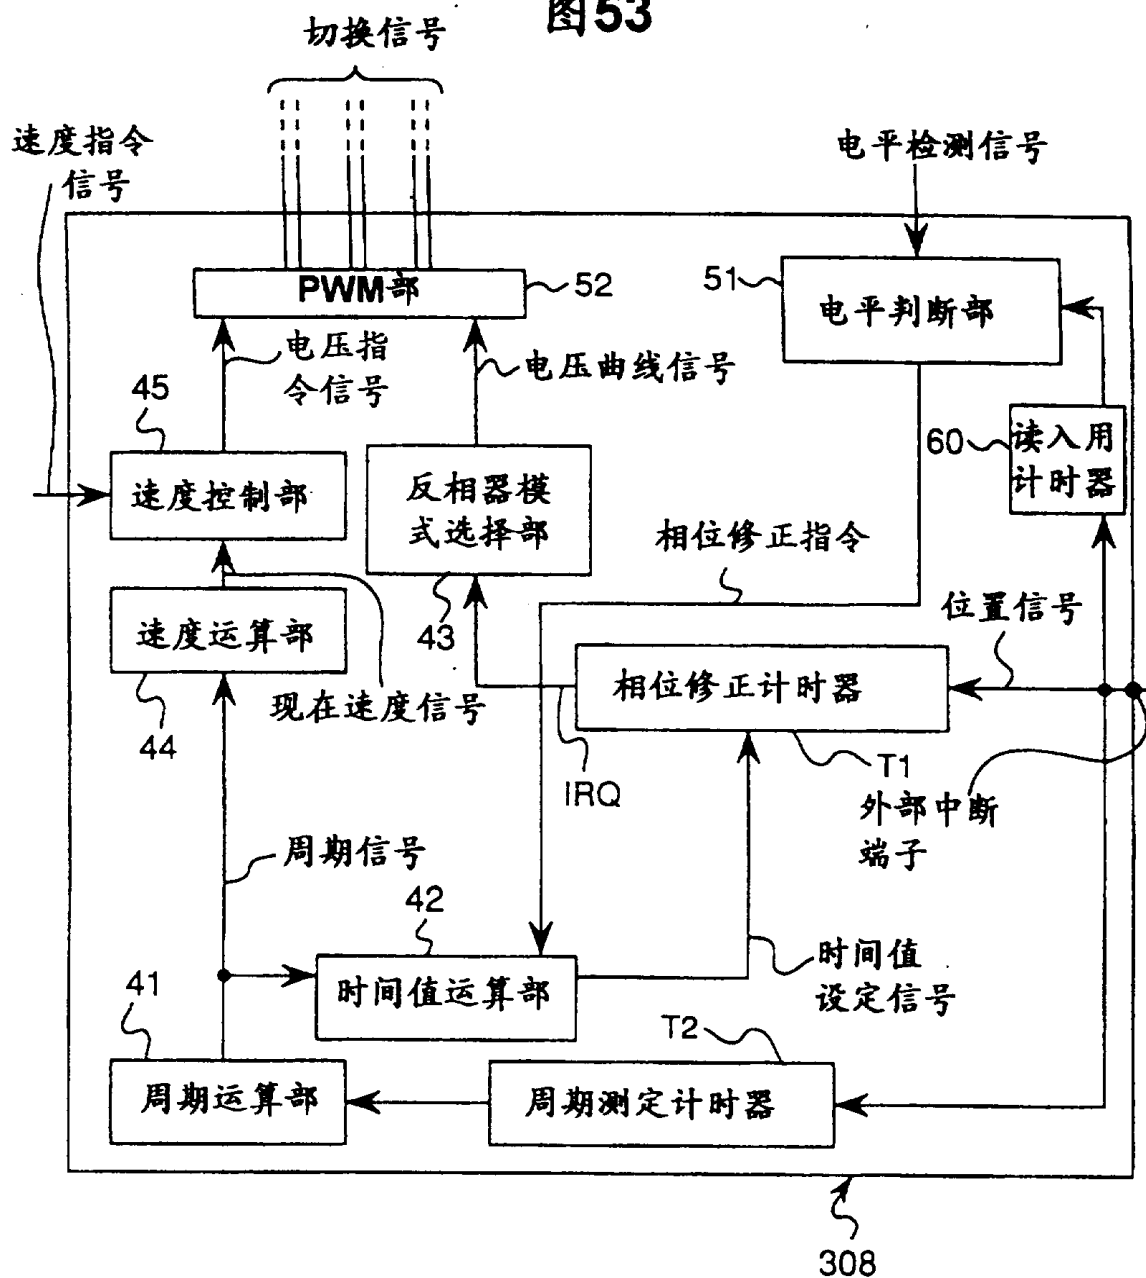 图53
切换信号
速度指令
信号
电平检测信号
PWM部
52
51
电平判断部
电压指
令信号
电压曲线信号
45
60
读入用
计时器
速度控制部
反相器模
式选择部
相位修正指令
位置信号
43
速度运算部
相位修正计时器
现在速度信号
44
IRQ
T1
外部中断
端子
周期信号
42
时间值
设定信号
时间值运算部
41
T2
周期运算部
周期测定计时器
308